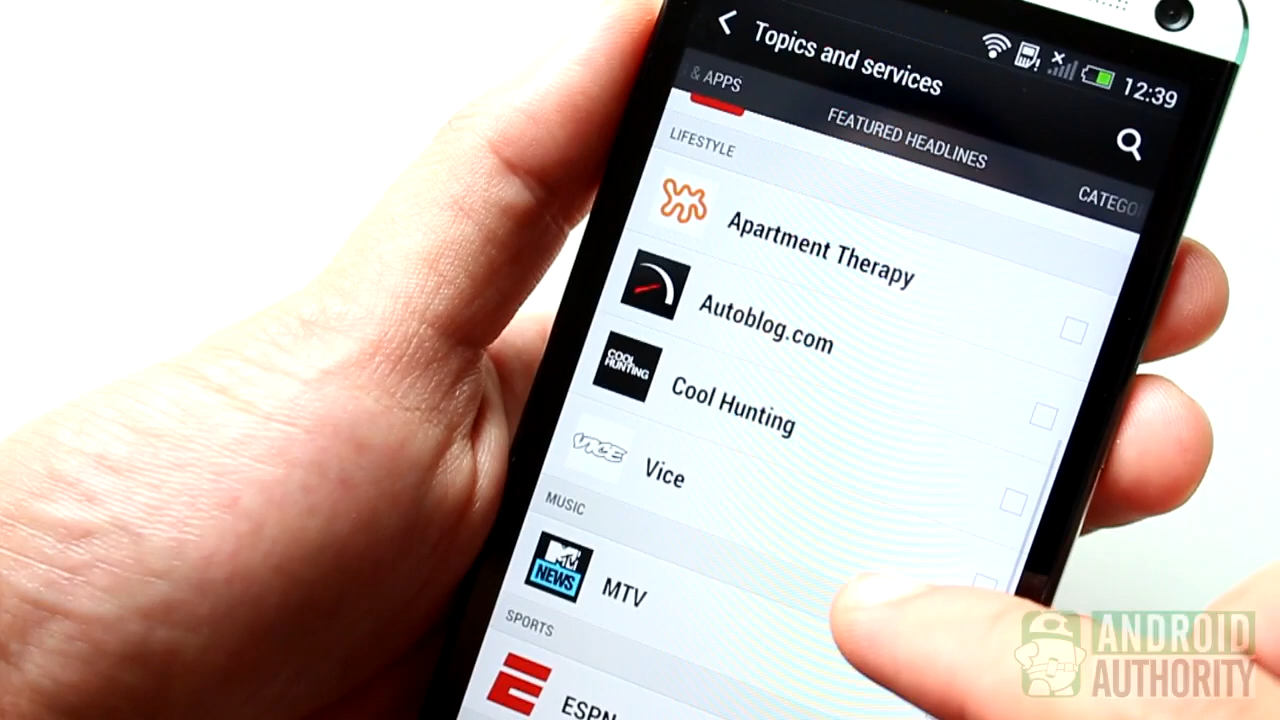 Topics and services
12:39
& APPS
FEATURED HEADLINES
CATEGO
LIFESTYLE
Apartment Therapy
Autoblog.com
COOL
HUNTING
Cool Hunting
VICE
Vice
MUSIC
MTV
NEWS
MTV
SPORTS
ESPN
ANDROID
AUTHORITY